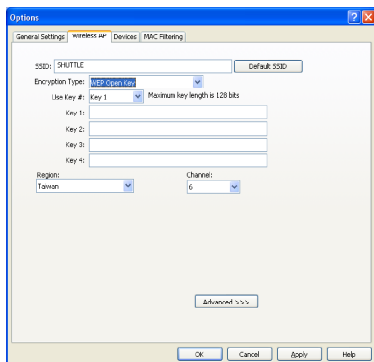 Options
General Settings Wireless AP Devices MAC Filtering
SSID: SHUTTLE Default SSID
Encryption Type: WEP Open Key
Use Key #: Key 1 Maximum key length is 128 bits
Key 1:
Key 2:
Key 3:
Key 4:
Region: Channel:
Taiwan 6
Advanced >>>
OK Cancel Apply Help